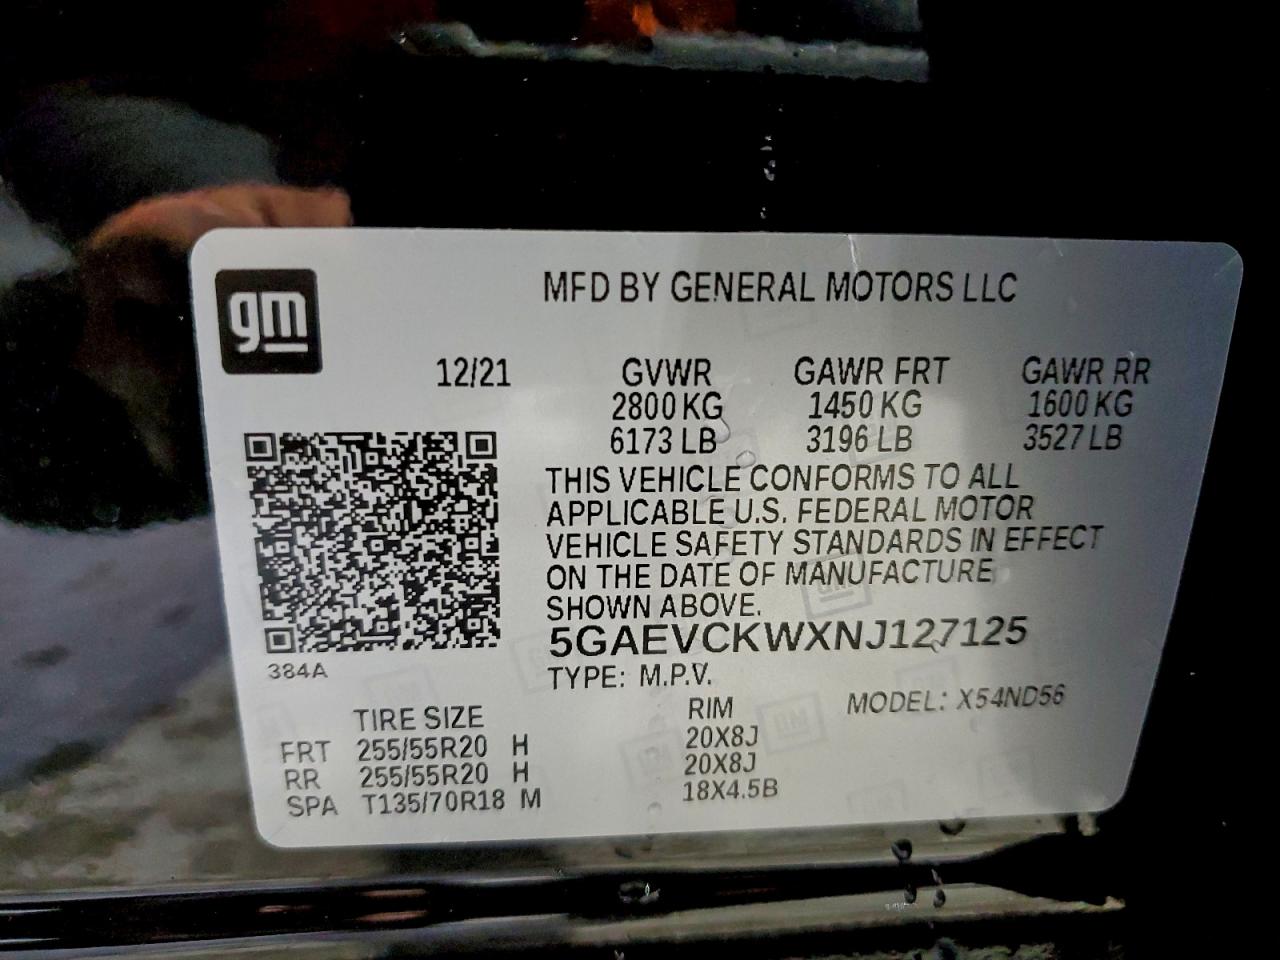 gm
MFD BY GENERAL MOTORS LLC
12/21 GVWR GAWR FRT GAWR RR
2800 KG 1450 KG 1600 KG
6173 LB 3196 LB 3527 LB
THIS VEHICLE CONFORMS TO ALL
APPLICABLE U.S. FEDERAL MOTOR
VEHICLE SAFETY STANDARDS IN EFFECT
ON THE DATE OF MANUFACTURE
SHOWN ABOVE.
5GAEVCKWXNJ127125
384A
TYPE: M.P.V.
MODEL: X54ND56
TIRE SIZE RIM
FRT 255/55R20 H 20X8J
RR 255/55R20 H 20X8J
SPA T135/70R18 M 18X4.5B